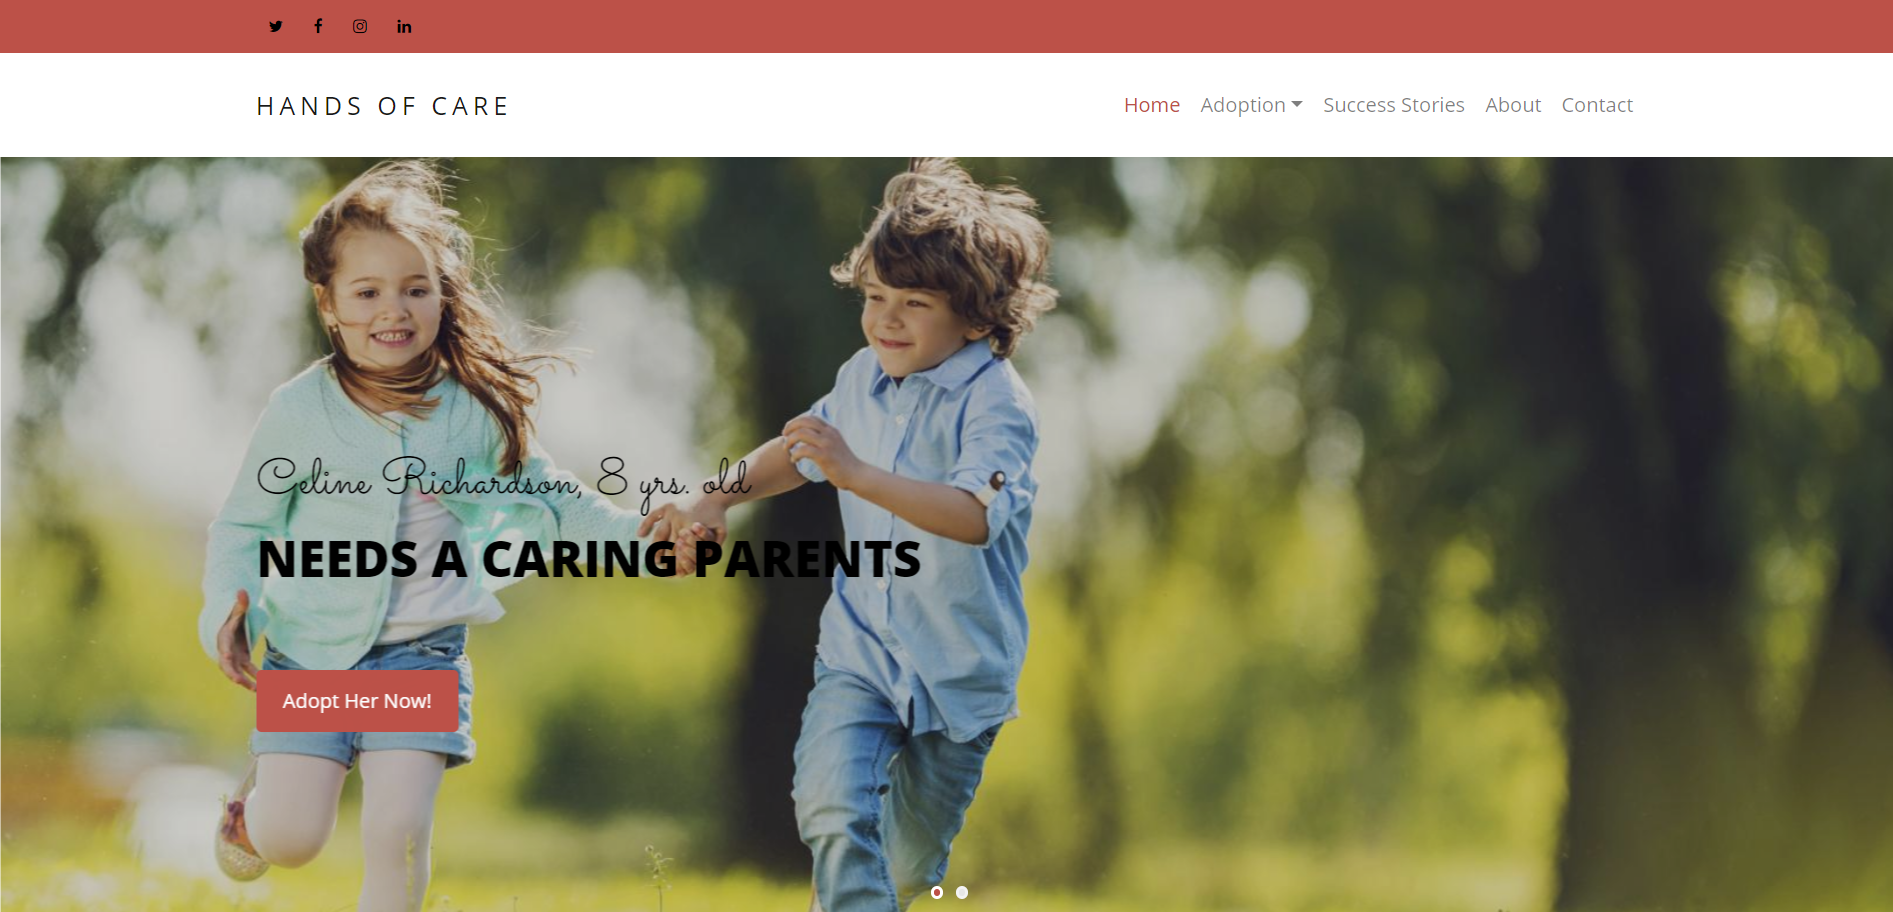 HANDS OF CARE
Home Adoption Success Stories About Contact
Celine Richardson, 8 yrs. old
NEEDS A CARING PARENTS
Adopt Her Now!